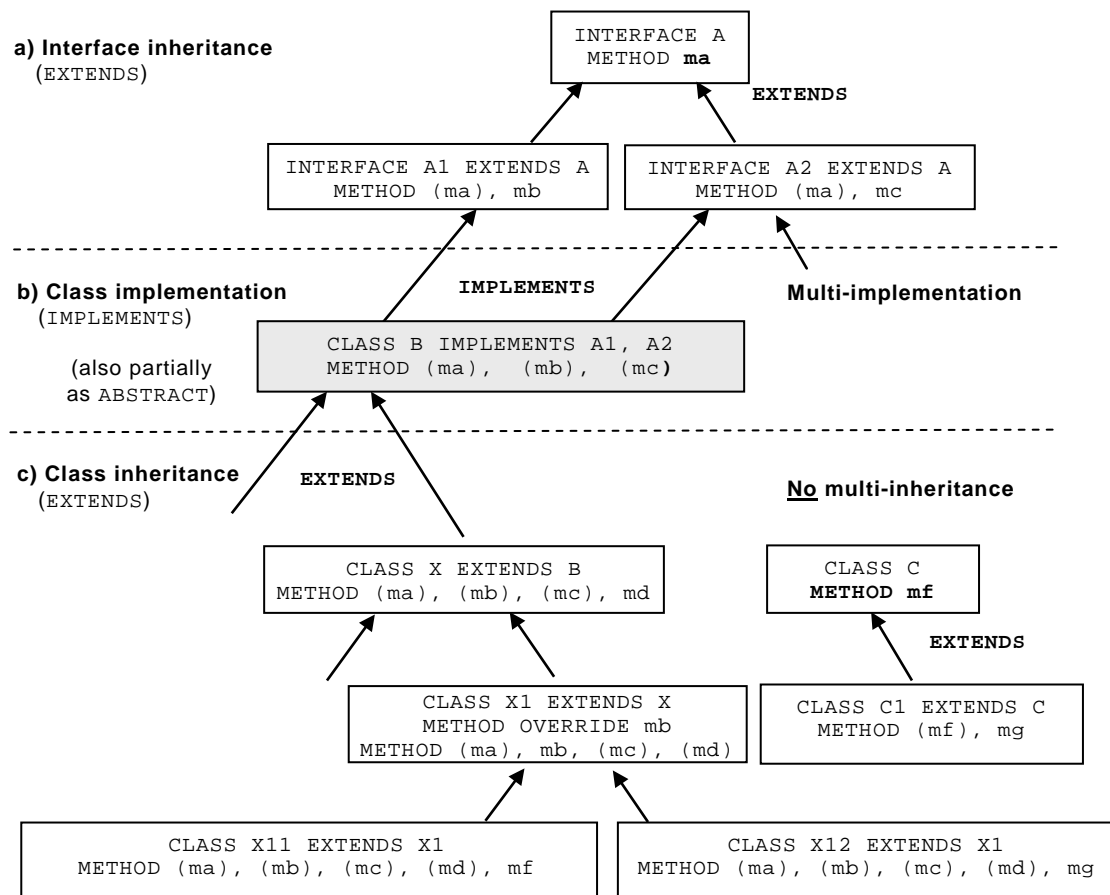 a) Interface inheritance
(EXTENDS)
INTERFACE A
METHOD ma
EXTENDS
INTERFACE A1 EXTENDS A
METHOD (ma), mb
INTERFACE A2 EXTENDS A
METHOD (ma), mc
b) Class implementation
(IMPLEMENTS)
IMPLEMENTS
Multi-implementation
(also partially
as ABSTRACT)
CLASS B IMPLEMENTS A1, A2
METHOD (ma), (mb), (mc)
c) Class inheritance
(EXTENDS)
EXTENDS
No multi-inheritance
CLASS X EXTENDS B
METHOD (ma), (mb), (mc), md
CLASS C
METHOD mf
EXTENDS
CLASS X1 EXTENDS X
METHOD OVERRIDE mb
METHOD (ma), mb, (mc), (md)
CLASS C1 EXTENDS C
METHOD (mf), mg
CLASS X11 EXTENDS X1
METHOD (ma), (mb), (mc), (md), mf
CLASS X12 EXTENDS X1
METHOD (ma), (mb), (mc), (md), mg